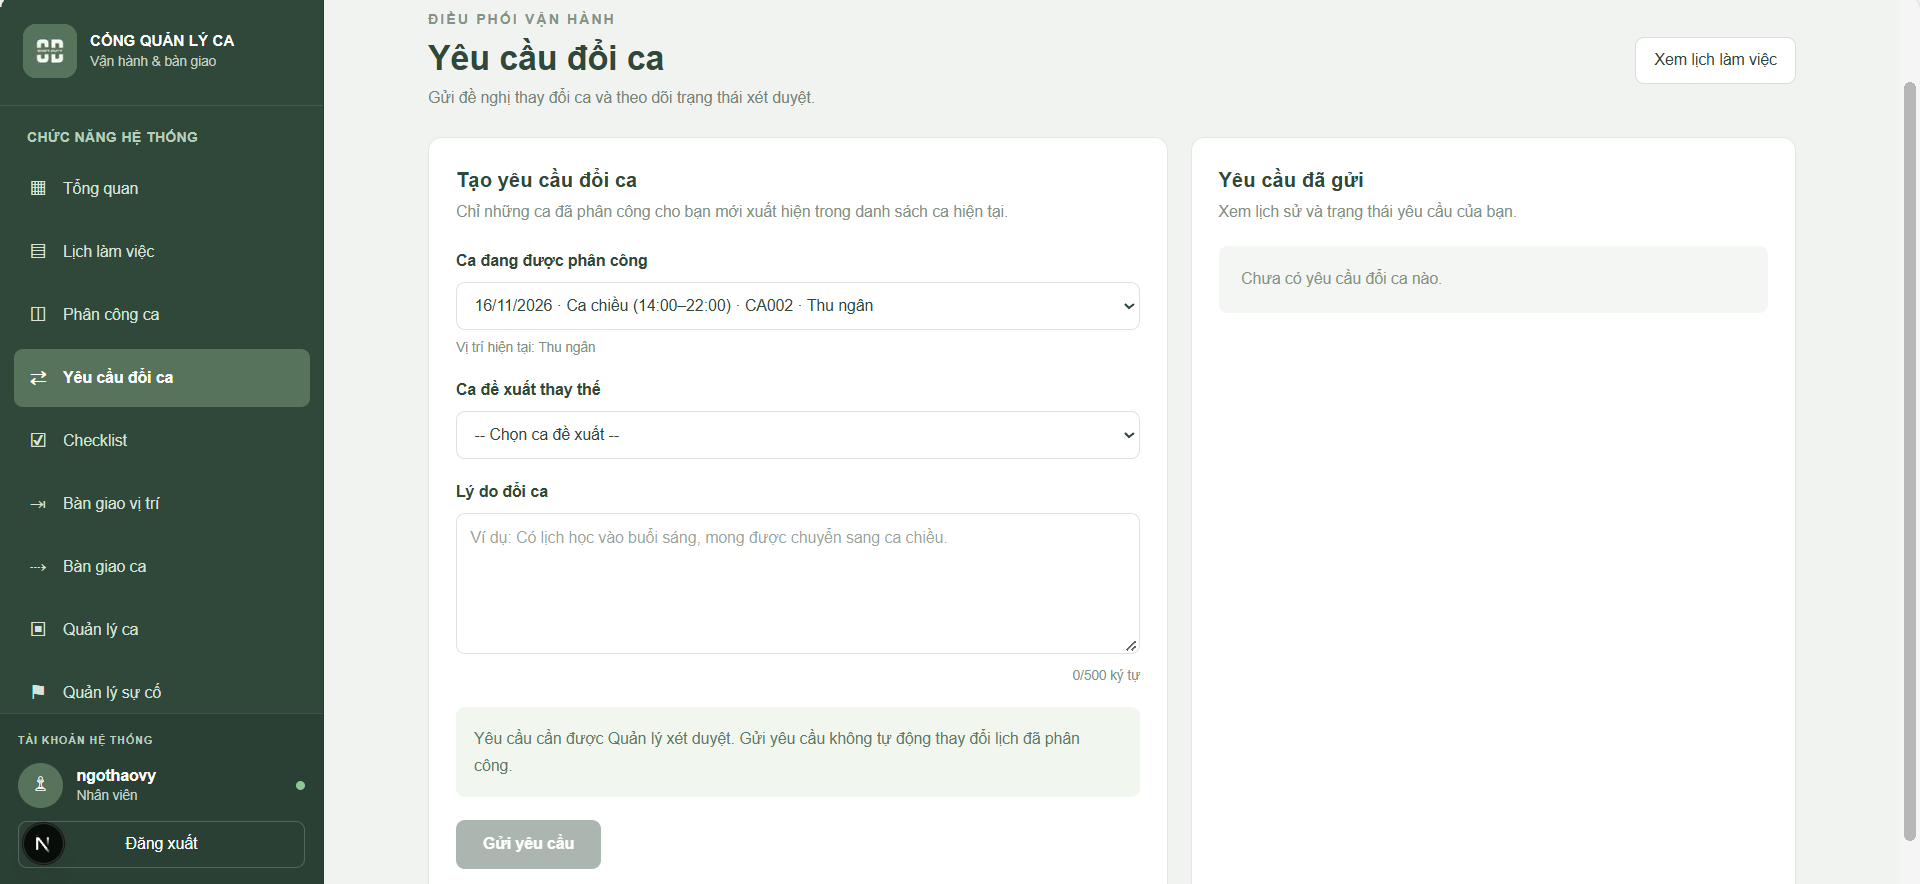 CỔNG QUẢN LÝ CA
Vận hành & bàn giao
CHỨC NĂNG HỆ THỐNG
Tổng quan
Lịch làm việc
Phân công ca
Yêu cầu đổi ca
Checklist
Bàn giao vị trí
Bàn giao ca
Quản lý ca
Quản lý sự cố
TÀI KHOẢN HỆ THỐNG
ngothaovy
Nhân viên
N
Đăng xuất
ĐIỀU PHỐI VẬN HÀNH
Yêu cầu đổi ca
Gửi đề nghị thay đổi ca và theo dõi trạng thái xét duyệt.
Xem lịch làm việc
Tạo yêu cầu đổi ca
Chỉ những ca đã phân công cho bạn mới xuất hiện trong danh sách ca hiện tại.
Ca đang được phân công
16/11/2026 · Ca chiều (14:00–22:00) · CA002 · Thu ngân
Vị trí hiện tại: Thu ngân
Ca đề xuất thay thế
-- Chọn ca đề xuất --
Lý do đổi ca
Ví dụ: Có lịch học vào buổi sáng, mong được chuyển sang ca chiều.
0/500 ký tự
Yêu cầu cần được Quản lý xét duyệt. Gửi yêu cầu không tự động thay đổi lịch đã phân
công.
Gửi yêu cầu
Yêu cầu đã gửi
Xem lịch sử và trạng thái yêu cầu của bạn.
Chưa có yêu cầu đổi ca nào.